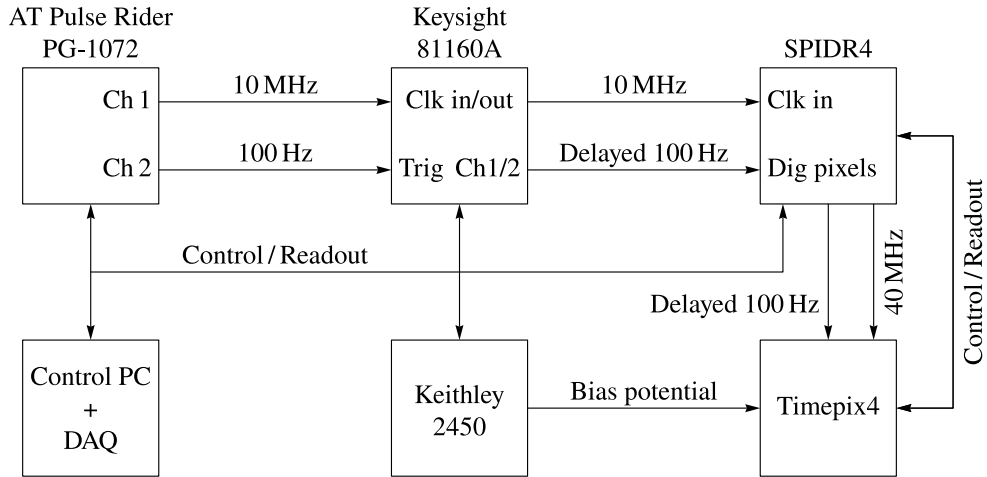 AT Pulse Rider
PG-1072
Keysight
81160A
SPIDR4
Ch 1
10 MHz
Clk in/out
10 MHz
Clk in
Ch 2
100 Hz
Trig Ch1/2
Delayed 100 Hz
Dig pixels
Control / Readout
Delayed 100 Hz
40 MHz
Control / Readout
Control PC
+
DAQ
Keithley
2450
Bias potential
Timepix4